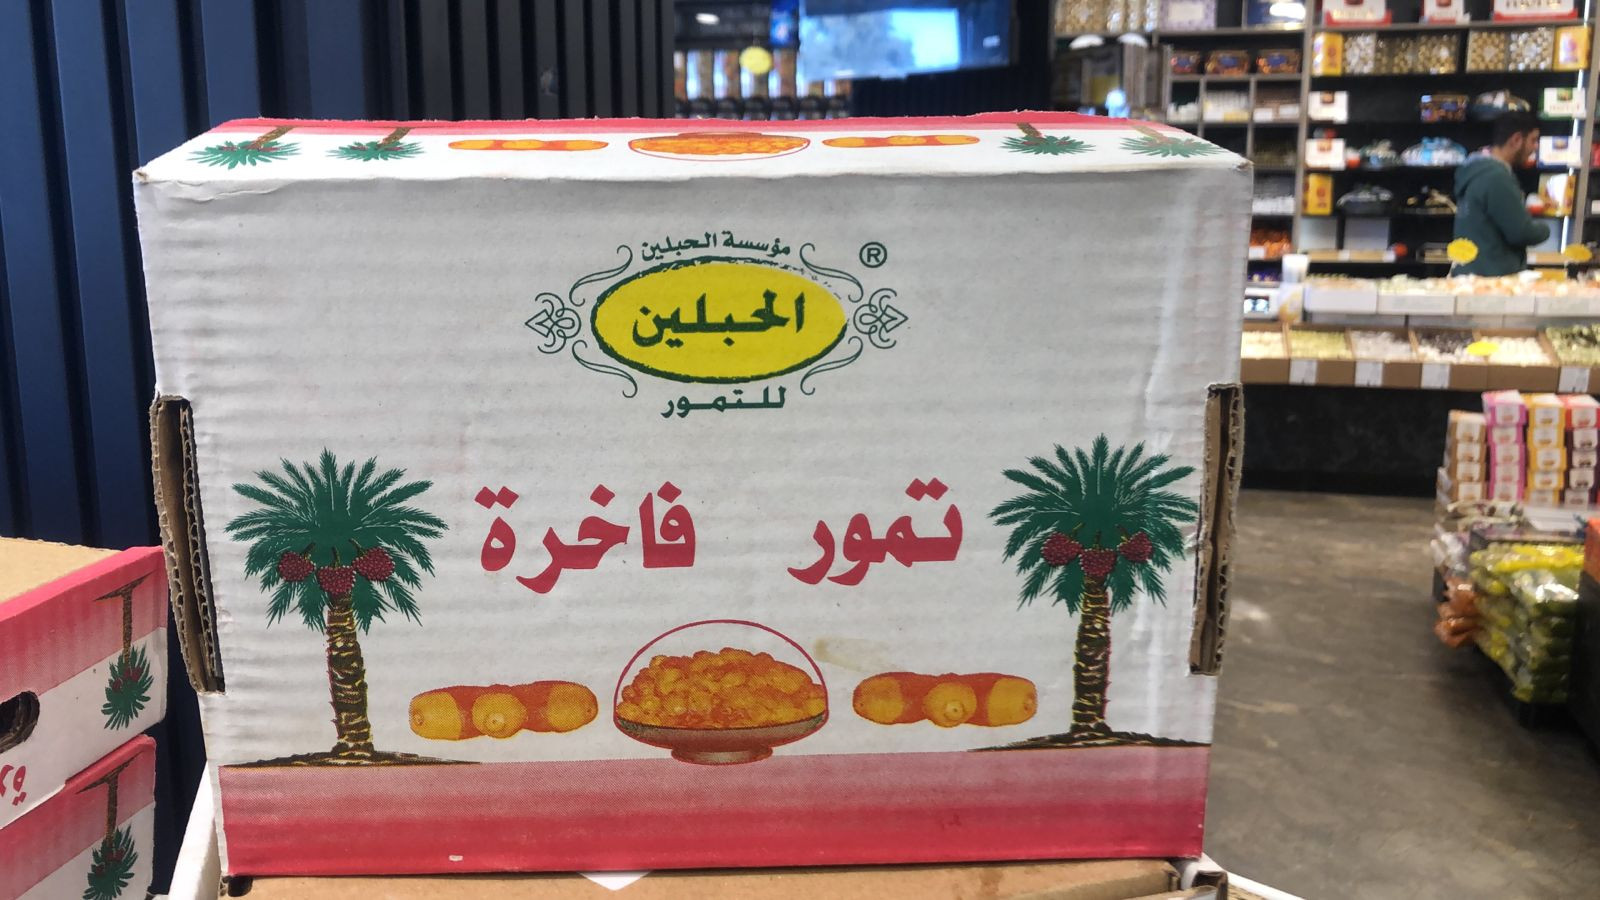 مؤسسة الحبلين
®
الحبلين
للتمور
تمور فاخرة